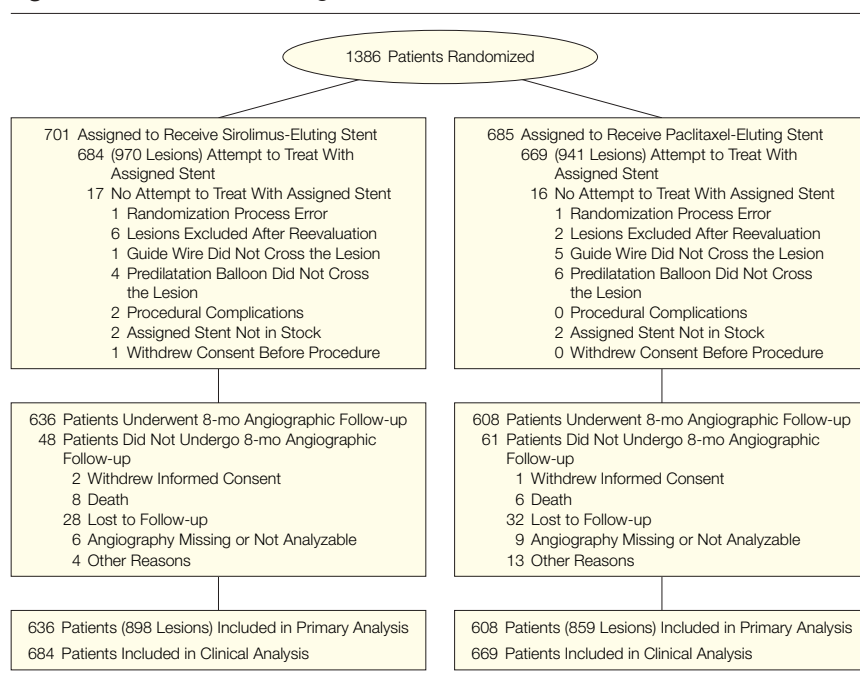 1386 Patients Randomized
701 Assigned to Receive Sirolimus-Eluting Stent
684 (970 Lesions) Attempt to Treat With
Assigned Stent
17 No Attempt to Treat With Assigned Stent
1 Randomization Process Error
6 Lesions Excluded After Reevaluation
1 Guide Wire Did Not Cross the Lesion
4 Predilatation Balloon Did Not Cross
the Lesion
2 Procedural Complications
2 Assigned Stent Not in Stock
1 Withdrew Consent Before Procedure
685 Assigned to Receive Paclitaxel-Eluting Stent
669 (941 Lesions) Attempt to Treat With
Assigned Stent
16 No Attempt to Treat With Assigned Stent
1 Randomization Process Error
2 Lesions Excluded After Reevaluation
5 Guide Wire Did Not Cross the Lesion
6 Predilatation Balloon Did Not Cross
the Lesion
0 Procedural Complications
2 Assigned Stent Not in Stock
0 Withdrew Consent Before Procedure
636 Patients Underwent 8-mo Angiographic Follow-up
48 Patients Did Not Undergo 8-mo Angiographic
Follow-up
2 Withdrew Informed Consent
8 Death
28 Lost to Follow-up
6 Angiography Missing or Not Analyzable
4 Other Reasons
608 Patients Underwent 8-mo Angiographic Follow-up
61 Patients Did Not Undergo 8-mo Angiographic
Follow-up
1 Withdrew Informed Consent
6 Death
32 Lost to Follow-up
9 Angiography Missing or Not Analyzable
13 Other Reasons
636 Patients (898 Lesions) Included in Primary Analysis
684 Patients Included in Clinical Analysis
608 Patients (859 Lesions) Included in Primary Analysis
669 Patients Included in Clinical Analysis